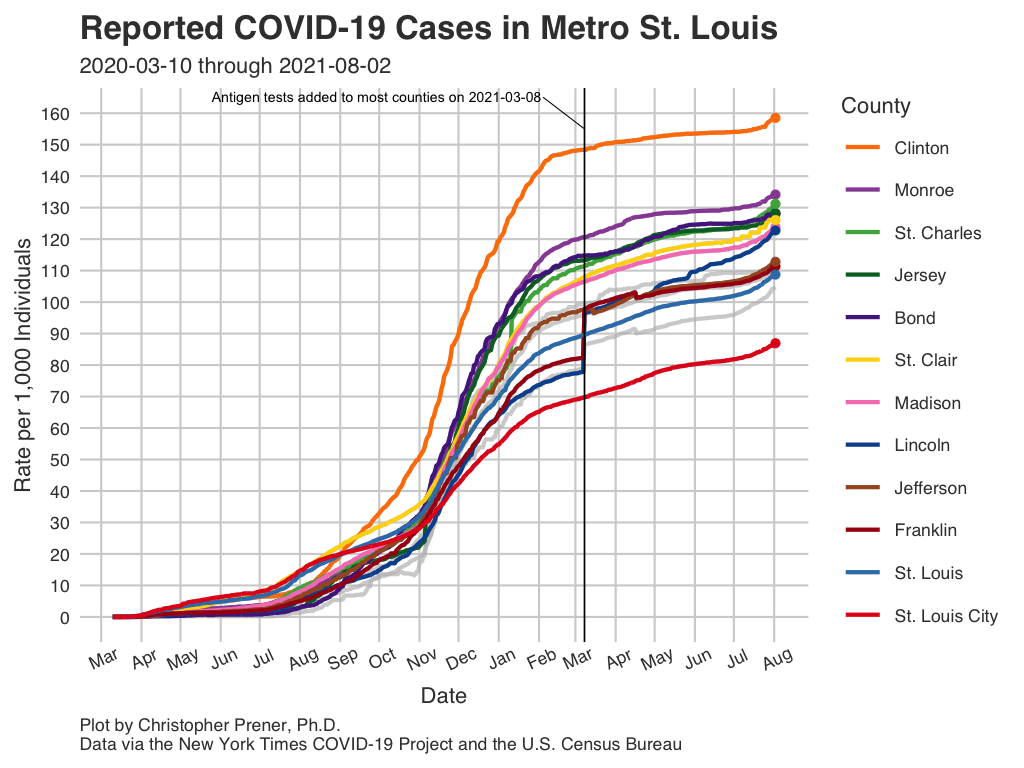 Reported COVID-19 Cases in Metro St. Louis
2020-03-10 through 2021-08-02
Antigen tests added to most counties on 2021-03-08
Rate per 1,000 Individuals
160
150
140
130
120
110
100
90
80
70
60
50
40
30
20
10
0
Mar Apr May Jun Jul Aug Sep Oct Nov Dec Jan Feb Mar Apr May Jun Jul Aug
Date
County
Clinton
Monroe
St. Charles
Jersey
Bond
St. Clair
Madison
Lincoln
Jefferson
Franklin
St. Louis
St. Louis City
Plot by Christopher Prener, Ph.D.
Data via the New York Times COVID-19 Project and the U.S. Census Bureau